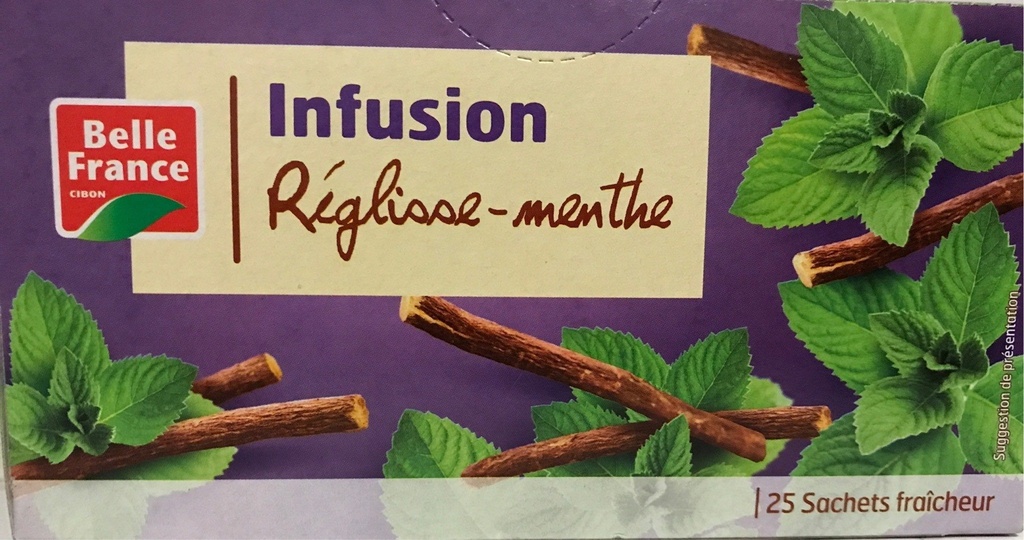 Belle
France
CIBON
Infusion
Réglisse-menthe
Suggestion de présentation
25 Sachets fraîcheur